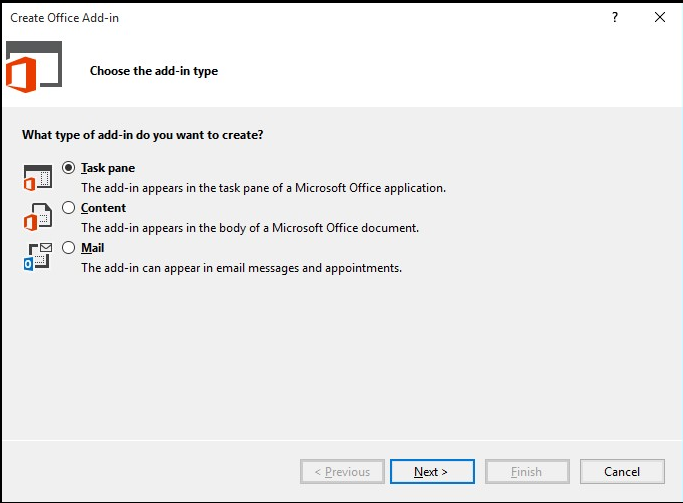 Create Office Add-in
?
Choose the add-in type
What type of add-in do you want to create?
Task pane
The add-in appears in the task pane of a Microsoft Office application.
Content
The add-in appears in the body of a Microsoft Office document.
Mail
The add-in can appear in email messages and appointments.
< Previous Next > Finish Cancel